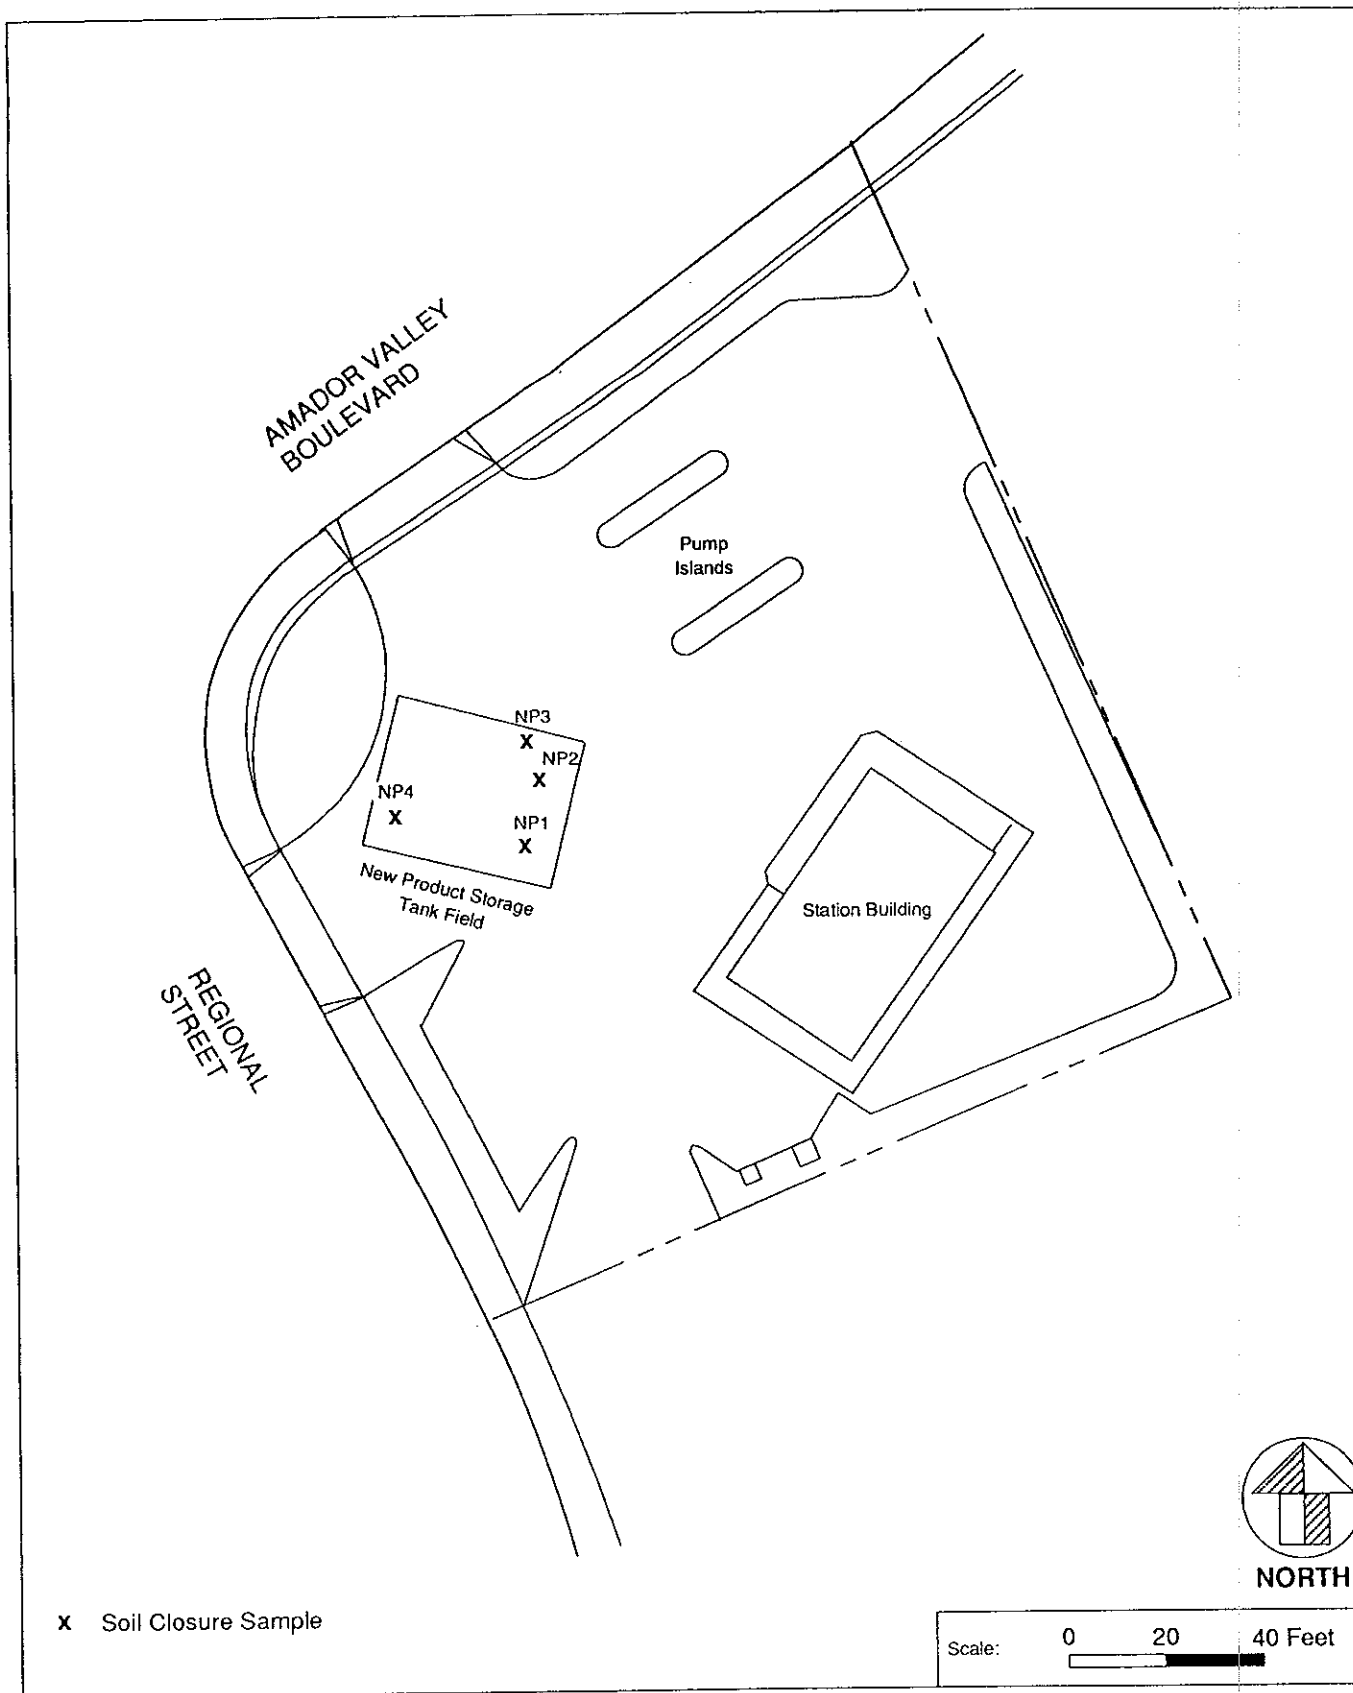 AMADOR VALLEY
BOULEVARD
Pump
Islands
NP3
X
NP2
X
NP4
X
NP1
X
New Product Storage
Tank Field
Station Building
REGIONAL
STREET
NORTH
X Soil Closure Sample
Scale: 0 20 40 Feet